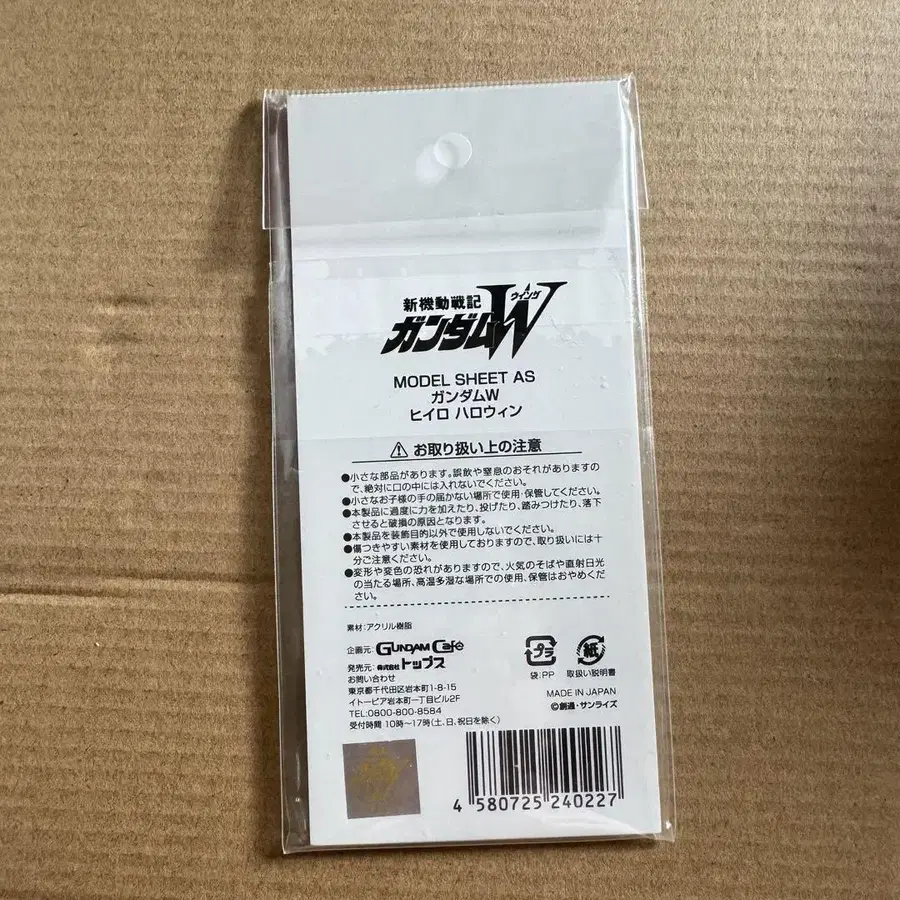 新機動戦記
ガンダムW
ウイング
MODEL SHEET AS
ガンダムW
ヒイロ ハロウィン
お取り扱い上の注意
●小さな部品があります。誤飲や窒息のおそれがありますの
で、絶対に口の中には入れないでください。
●小さなお子様の手の届かない場所で使用・保管してください。
●本製品に過度に力を加えたり、投げたり、踏みつけたり、落下
させると破損の原因となります。
●本製品を装飾目的以外で使用しないでください。
●傷つきやすい素材を使用しておりますので、取り扱いには十
分ご注意ください。
●変形や変色の恐れがありますので、火気のそばや直射日光
の当たる場所、高温多湿な場所での使用、保管はおやめくだ
さい。
素材:アクリル樹脂
企画元: GUNDAM Café
発売元: 株式会社トップス
お問い合わせ
東京都千代田区岩本町1-8-15
イトーピア岩本町一丁目ビル2F
TEL:0800-800-8584
受付時間 10時〜17時(土、日、祝日を除く)
プラ
袋:PP
紙
取扱い説明書
MADE IN JAPAN
©創通・サンライズ
4 580725 240227